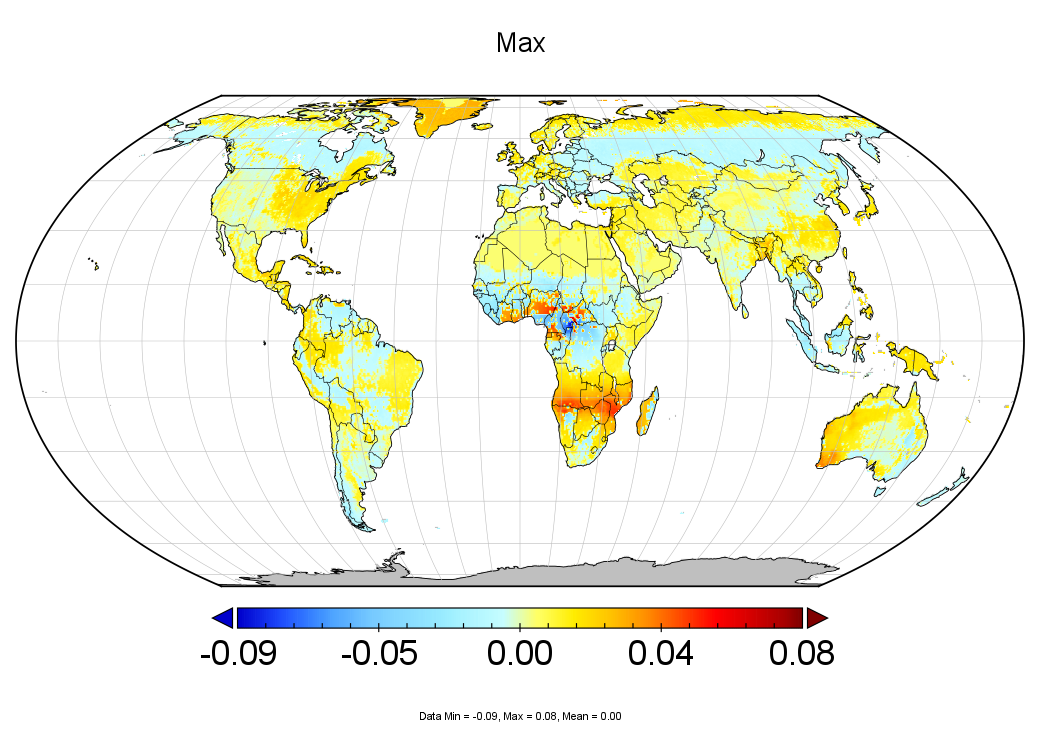 Max
-0.09 -0.05 0.00 0.04 0.08
Data Min = -0.09, Max = 0.08, Mean = 0.00